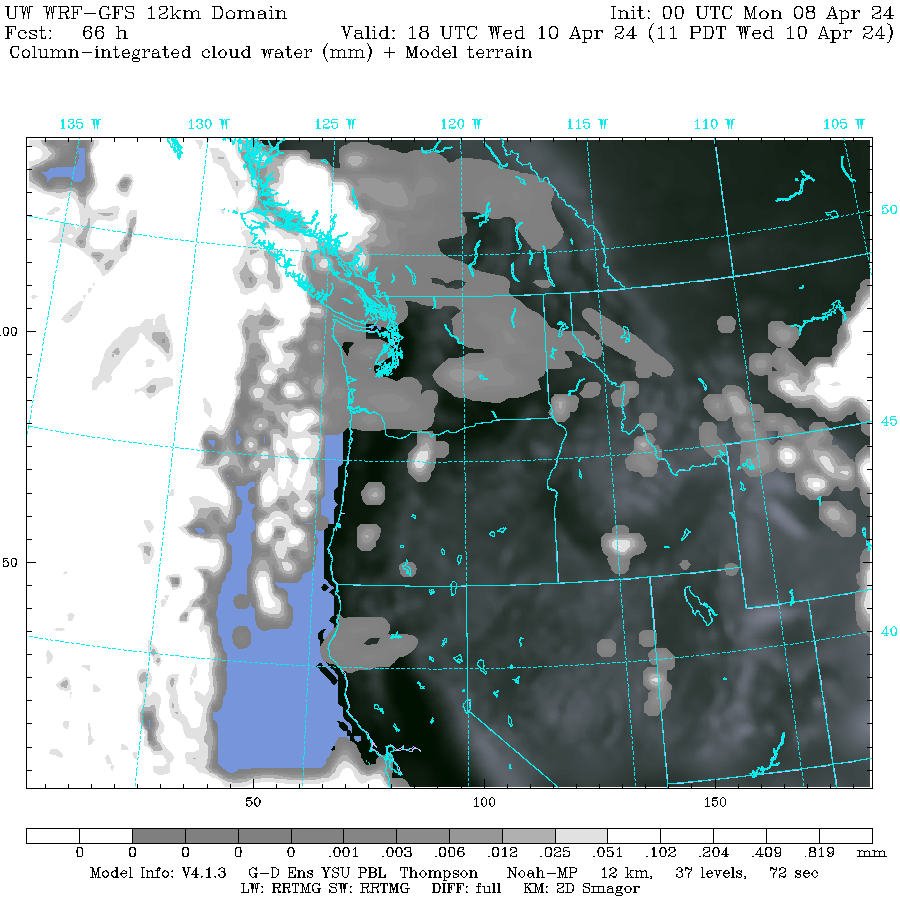 UW WRF-GFS 12km Domain Init: 00 UTC Mon 08 Apr 24
Fcst: 66 h Valid: 18 UTC Wed 10 Apr 24 (11 PDT Wed 10 Apr 24)
Column-integrated cloud water (mm) + Model terrain
135 W 130 W 125 W 120 W 115 W 110 W 105 W
50
00
45
50
40
50 100 150
0 0 0 0 0 .001 .003 .006 .012 .025 .051 .102 .204 .409 .819 mm
Model Info: V4.1.3 G-D Ens YSU PBL Thompson Noah-MP 12 km, 37 levels, 72 sec
LW: RRTMG SW: RRTMG DIFF: full KM: 2D Smagor